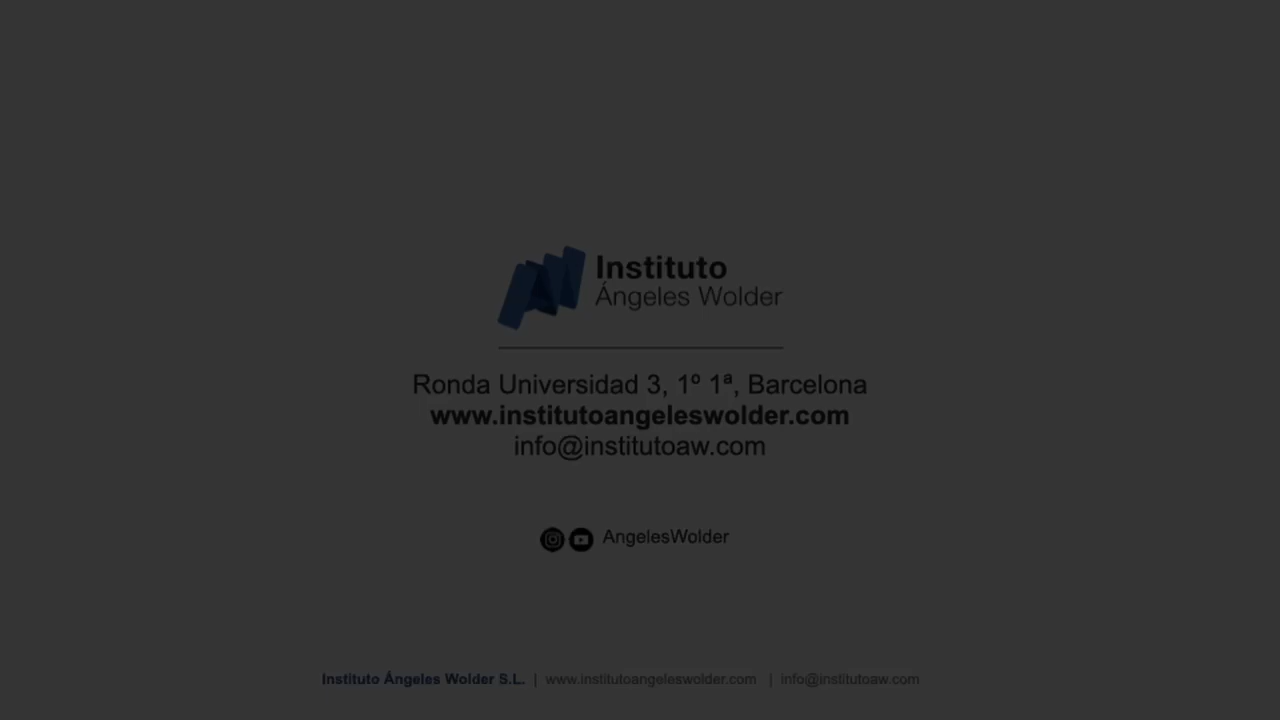 Instituto
Ángeles Wolder
Ronda Universidad 3, 1º 1ª, Barcelona
www.institutoangeleswolder.com
info@institutoaw.com
AngelesWolder
Instituto Ángeles Wolder S.L. | www.institutoangeleswolder.com | info@institutoaw.com